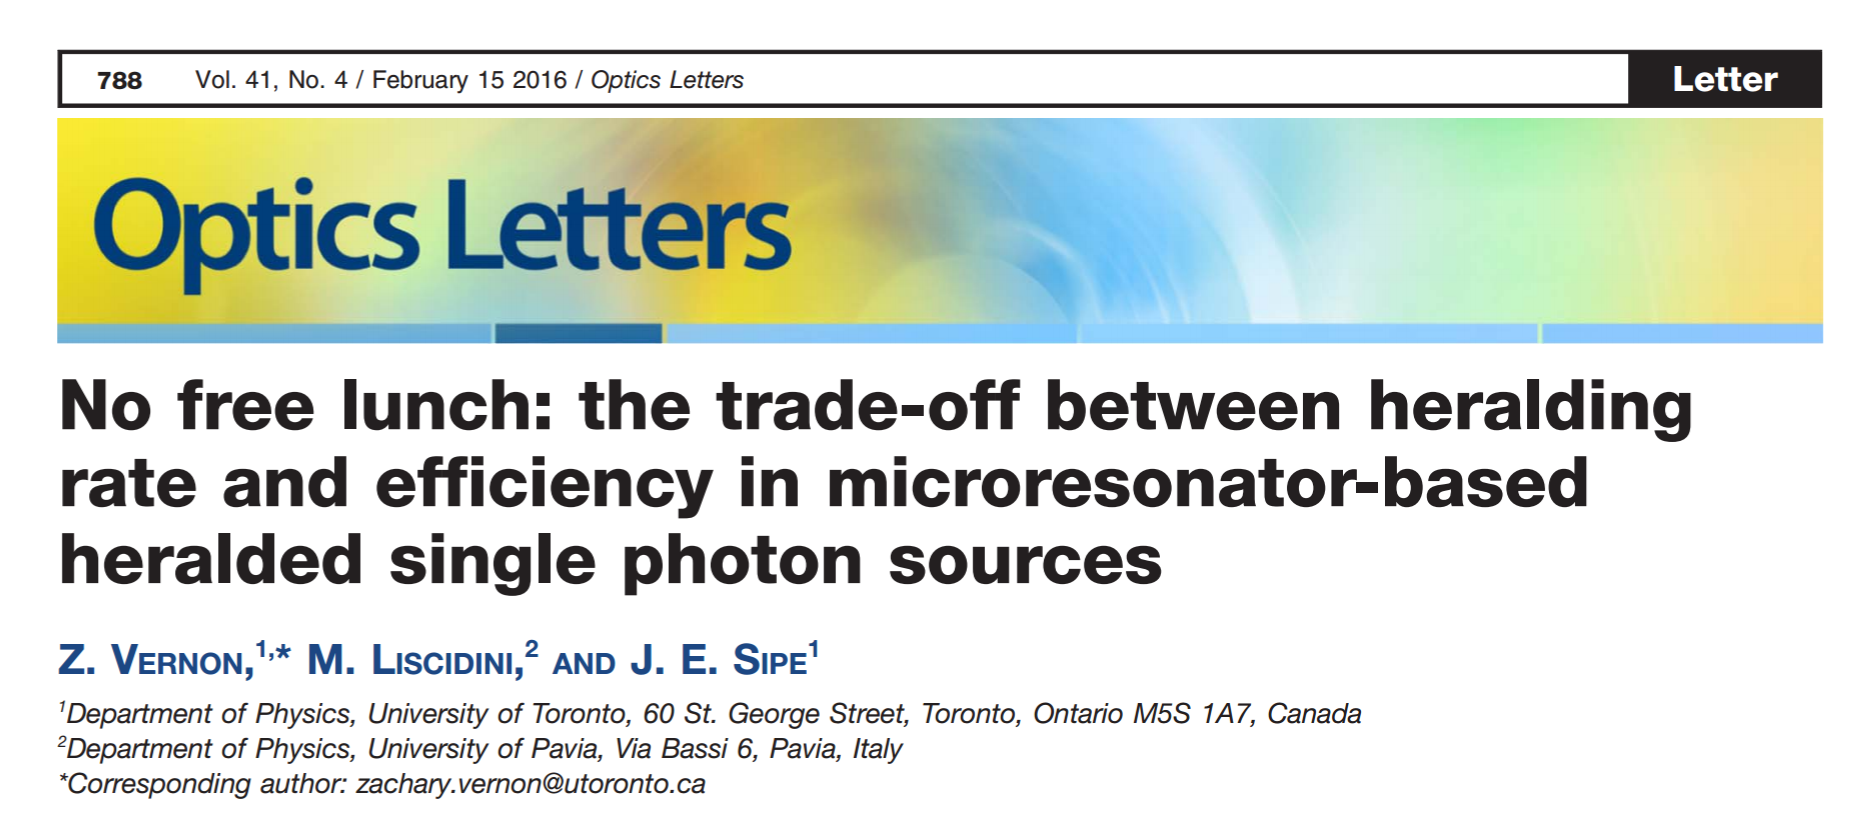 788 Vol. 41, No. 4 / February 15 2016 / Optics Letters Letter
Optics Letters
No free lunch: the trade-off between heralding
rate and efficiency in microresonator-based
heralded single photon sources
Z. Vernon,¹,* M. Liscidini,² and J. E. Sipe¹
¹Department of Physics, University of Toronto, 60 St. George Street, Toronto, Ontario M5S 1A7, Canada
²Department of Physics, University of Pavia, Via Bassi 6, Pavia, Italy
*Corresponding author: zachary.vernon@utoronto.ca